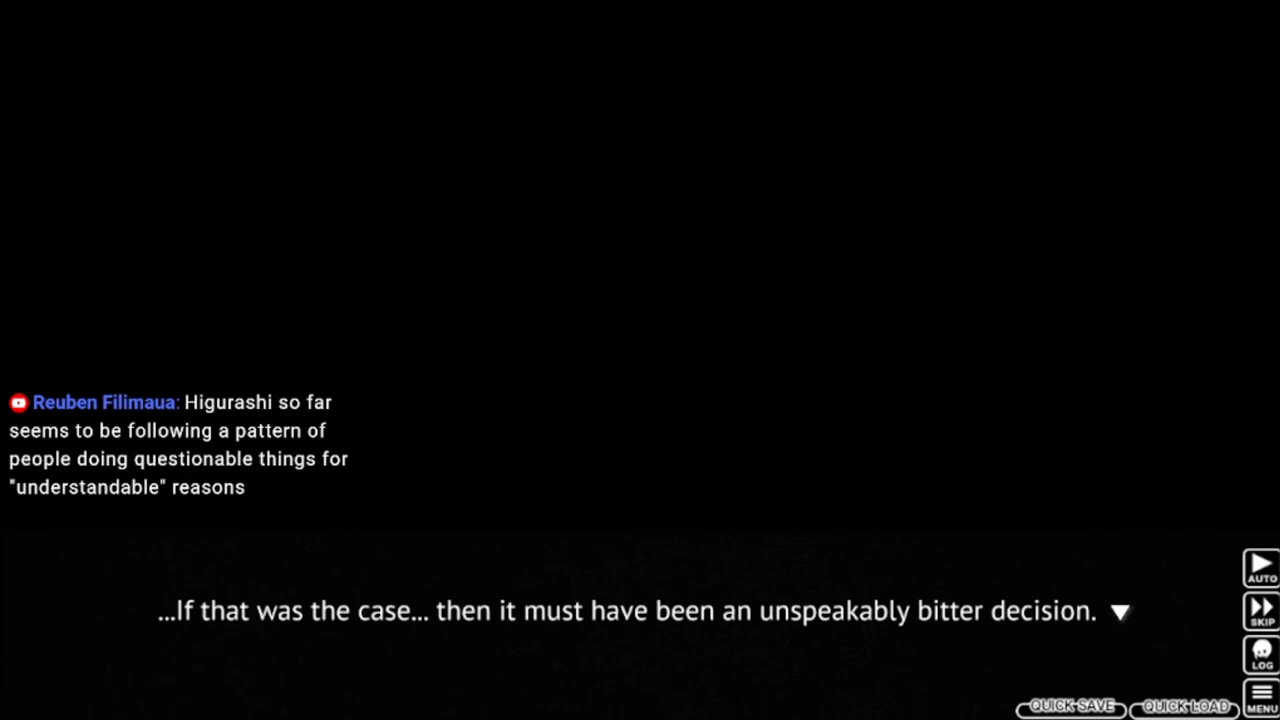 Reuben Filimaua: Higurashi so far
seems to be following a pattern of
people doing questionable things for
"understandable" reasons
...If that was the case... then it must have been an unspeakably bitter decision.
AUTO
SKIP
LOG
MENU
QUICK SAVE
QUICK LOAD